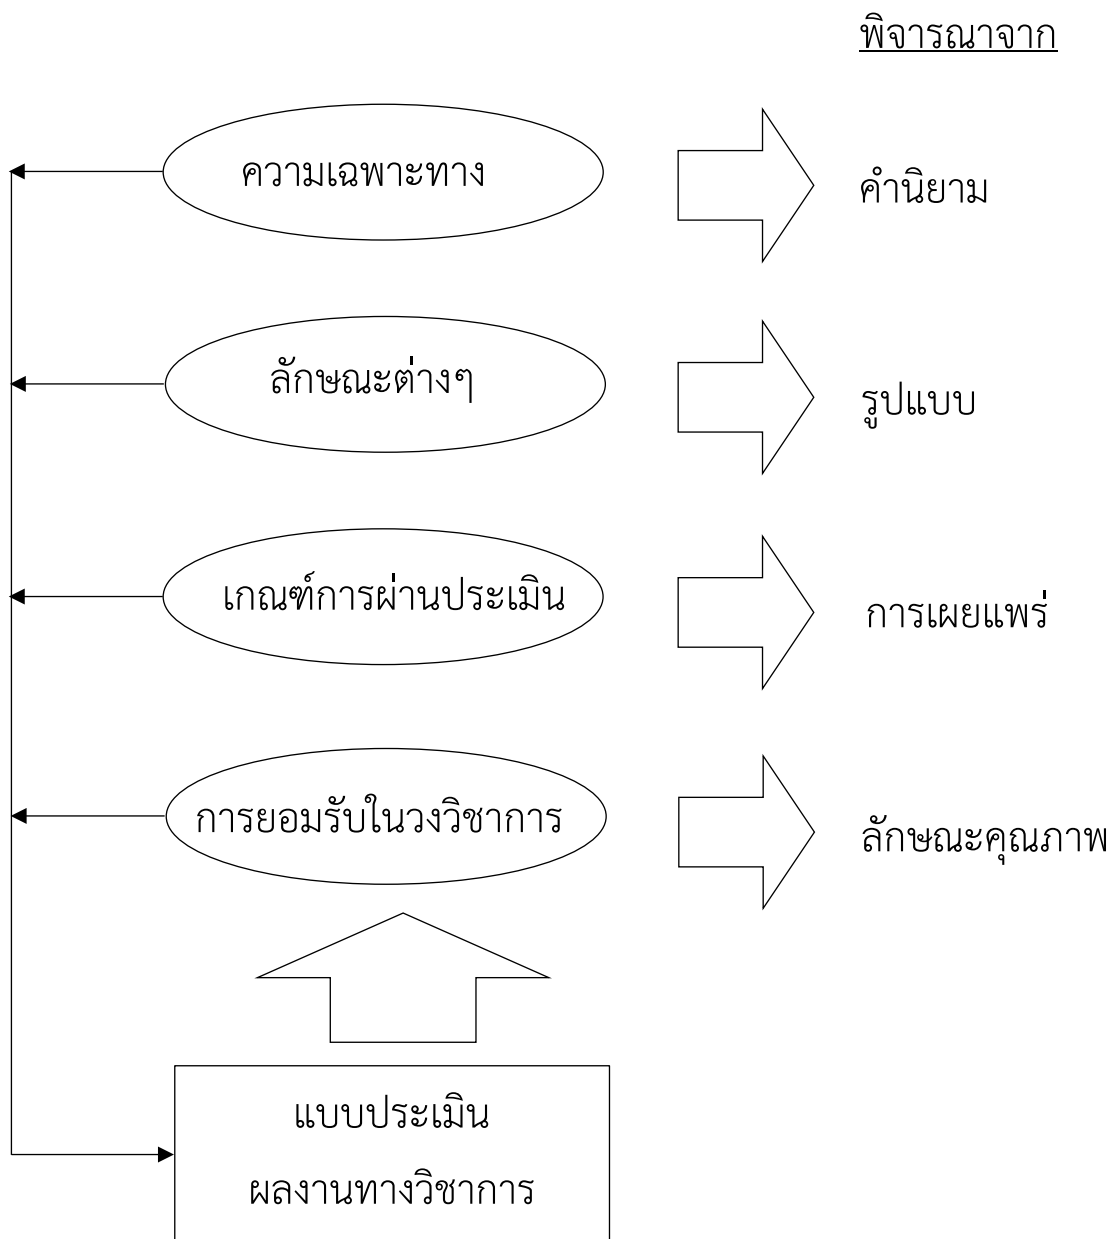 พิจารณาจาก
ความเฉพาะทาง
คำนิยาม
ลักษณะต่างๆ
รูปแบบ
เกณฑ์การผ่านประเมิน
การเผยแพร่
การยอมรับในวงวิชาการ
ลักษณะคุณภาพ
แบบประเมิน
ผลงานทางวิชาการ